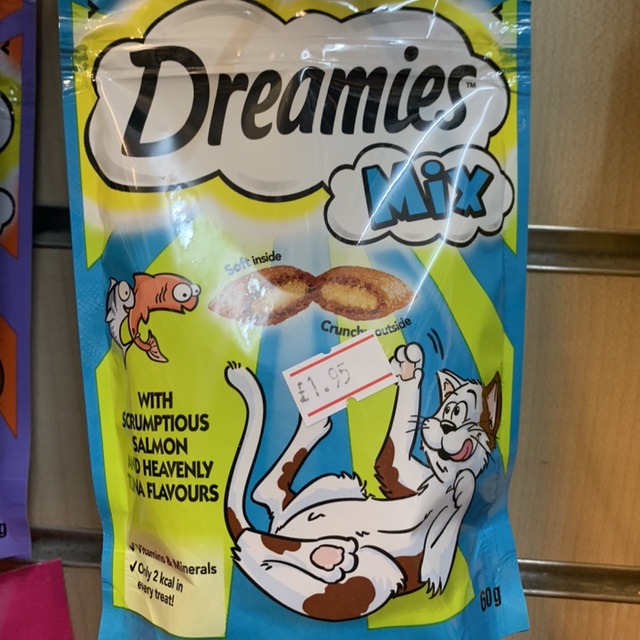 Dreamies™
Mix
Soft inside
Crunchy outside
£1.95
WITH
SCRUMPTIOUS
SALMON
AND HEAVENLY
TUNA FLAVOURS
✓ Vitamins & Minerals
✓ Only 2 kcal in
every treat!
60g
g